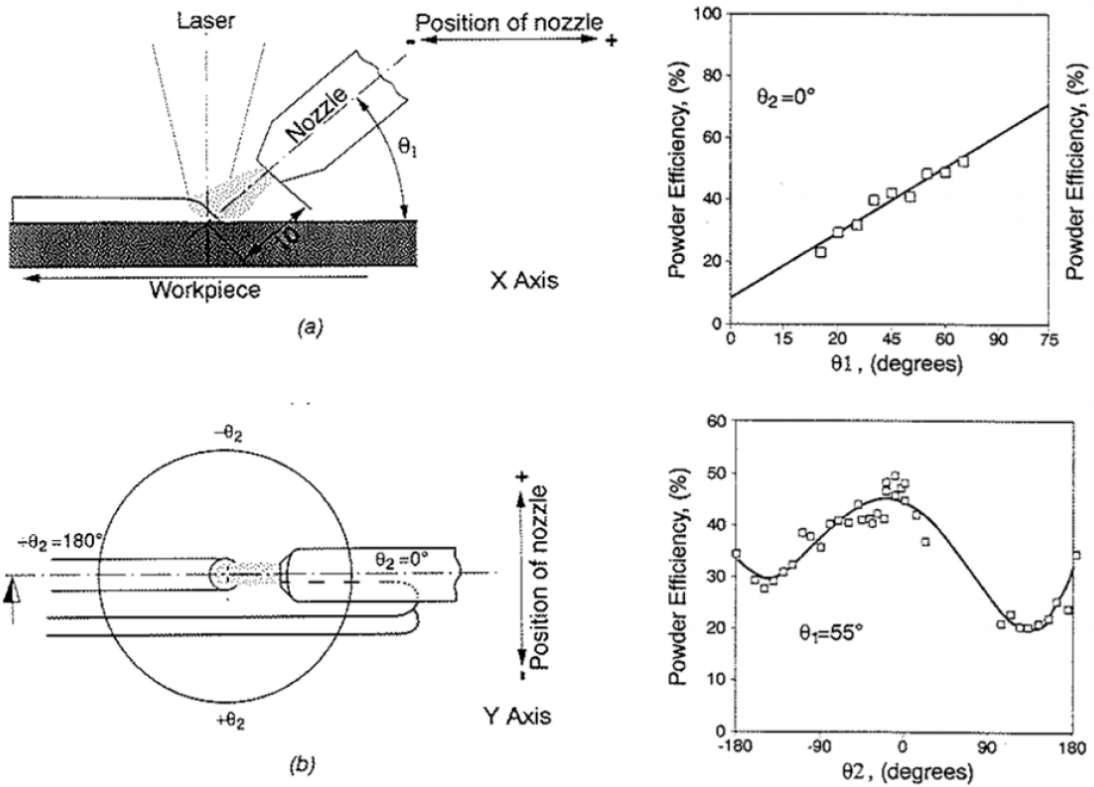 Laser
Position of nozzle
- +
Nozzle
θ1
10
Workpiece
X Axis
(a)
Powder Efficiency, (%)
100
80
60
40
20
0
θ2=0°
0 15 20 45 60 90 75
θ1, (degrees)
Powder Efficiency, (%)
-θ2
÷θ2=180°
θ2=0°
+θ2
+
Position of nozzle
-
Y Axis
(b)
Powder Efficiency, (%)
60
50
40
30
20
10
0
θ1=55°
-180 -90 0 90 180
θ2, (degrees)